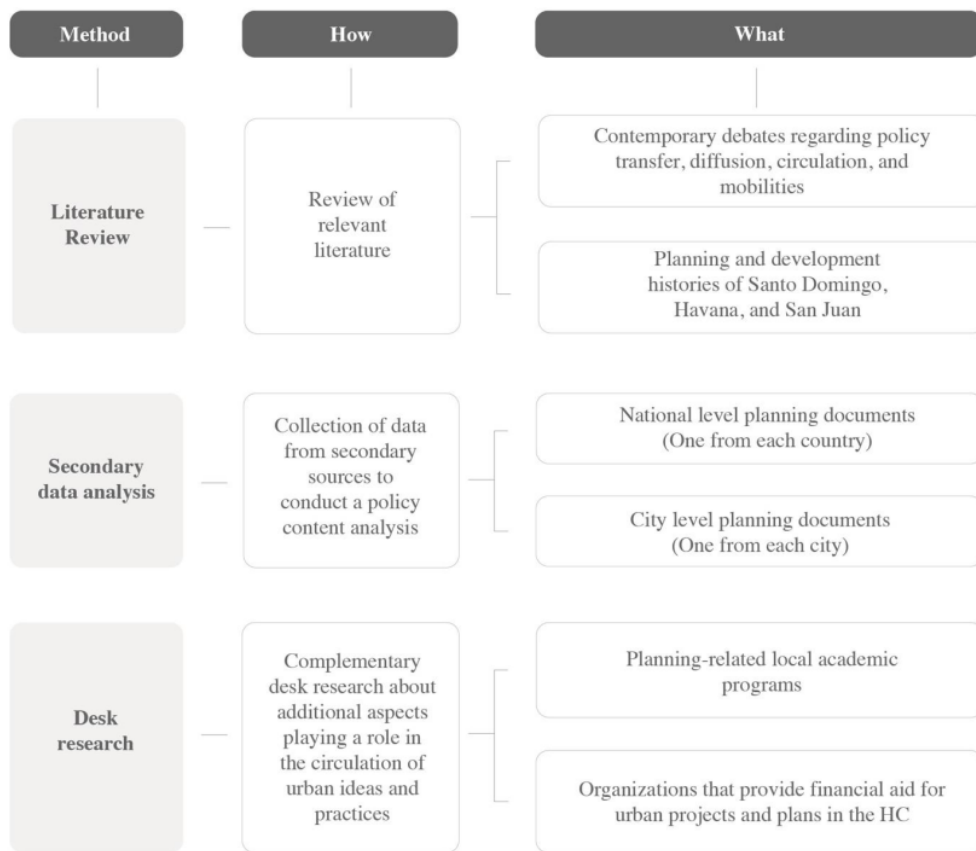 Method
How
What
Literature
Review
Review of
relevant
literature
Contemporary debates regarding policy
transfer, diffusion, circulation, and
mobilities
Planning and development
histories of Santo Domingo,
Havana, and San Juan
Secondary
data analysis
Collection of data
from secondary
sources to
conduct a policy
content analysis
National level planning documents
(One from each country)
City level planning documents
(One from each city)
Desk
research
Complementary
desk research about
additional aspects
playing a role in
the circulation of
urban ideas and
practices
Planning-related local academic
programs
Organizations that provide financial aid for
urban projects and plans in the HC